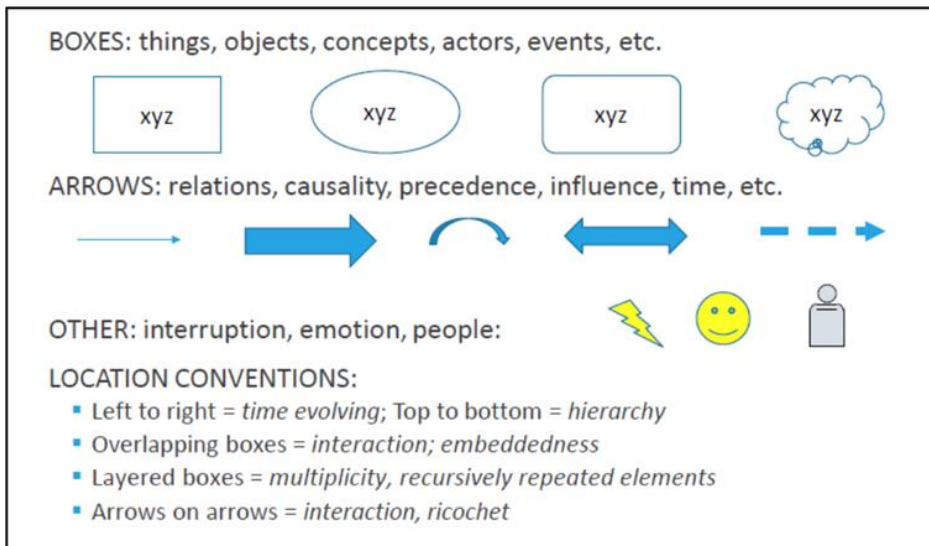 BOXES: things, objects, concepts, actors, events, etc.
xyz
xyz
xyz
xyz
ARROWS: relations, causality, precedence, influence, time, etc.
OTHER: interruption, emotion, people:
LOCATION CONVENTIONS:
▪ Left to right = time evolving; Top to bottom = hierarchy
▪ Overlapping boxes = interaction; embeddedness
▪ Layered boxes = multiplicity, recursively repeated elements
▪ Arrows on arrows = interaction, ricochet